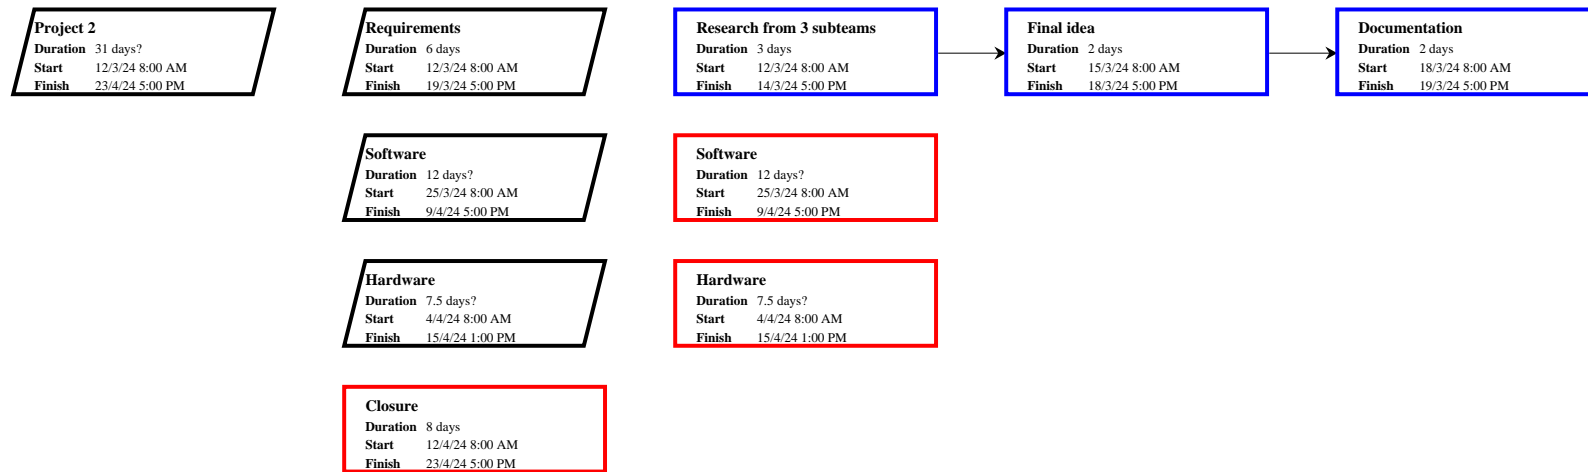 Project 2
Duration 31 days?
Start 12/3/24 8:00 AM
Finish 23/4/24 5:00 PM
Requirements
Duration 6 days
Start 12/3/24 8:00 AM
Finish 19/3/24 5:00 PM
Research from 3 subteams
Duration 3 days
Start 12/3/24 8:00 AM
Finish 14/3/24 5:00 PM
Final idea
Duration 2 days
Start 15/3/24 8:00 AM
Finish 18/3/24 5:00 PM
Documentation
Duration 2 days
Start 18/3/24 8:00 AM
Finish 19/3/24 5:00 PM
Software
Duration 12 days?
Start 25/3/24 8:00 AM
Finish 9/4/24 5:00 PM
Software
Duration 12 days?
Start 25/3/24 8:00 AM
Finish 9/4/24 5:00 PM
Hardware
Duration 7.5 days?
Start 4/4/24 8:00 AM
Finish 15/4/24 1:00 PM
Hardware
Duration 7.5 days?
Start 4/4/24 8:00 AM
Finish 15/4/24 1:00 PM
Closure
Duration 8 days
Start 12/4/24 8:00 AM
Finish 23/4/24 5:00 PM